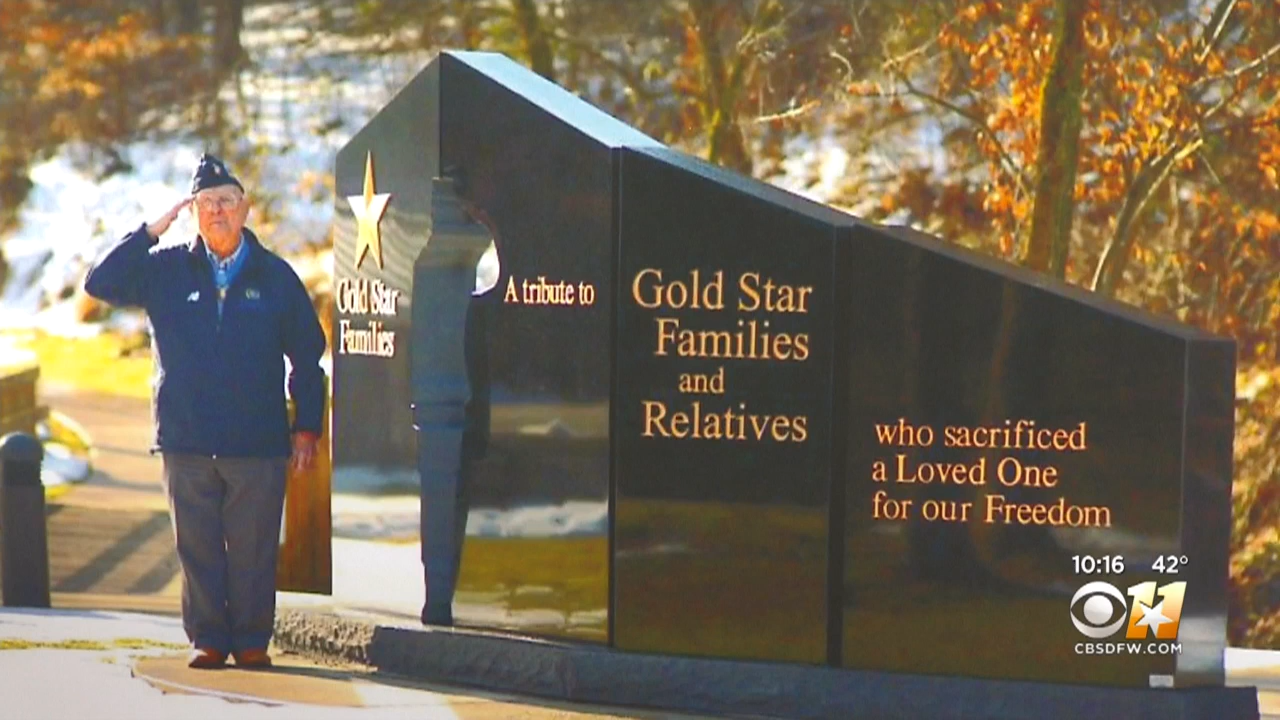 Gold Star
Families
A tribute to
Gold Star
Families
and
Relatives
who sacrificed
a Loved One
for our Freedom
10:16 42°
11
CBSDFW.COM